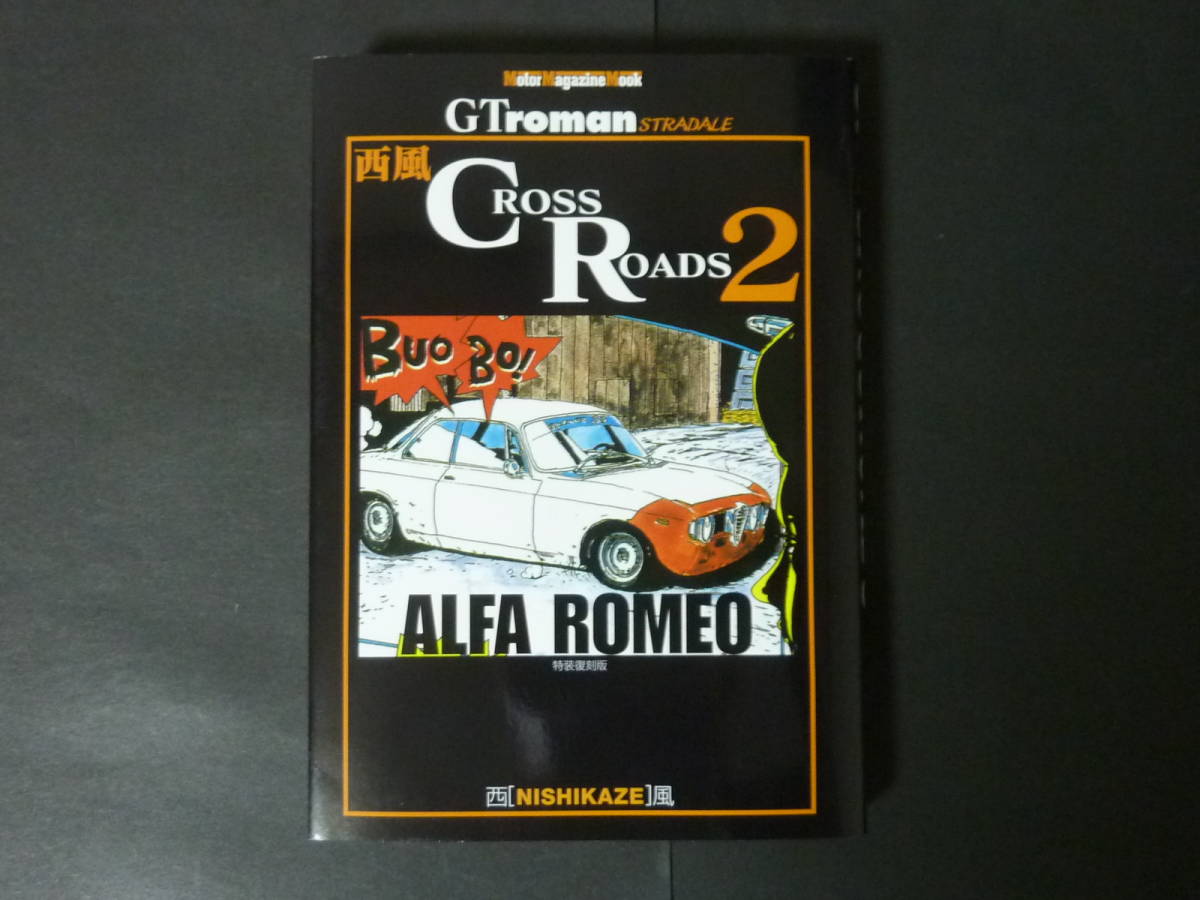 MotorMagazineMook
GTroman STRADALE
西風
CROSS
ROADS 2
BUO BO!
ALFA ROMEO
特装復刻版
西[NISHIKAZE]風